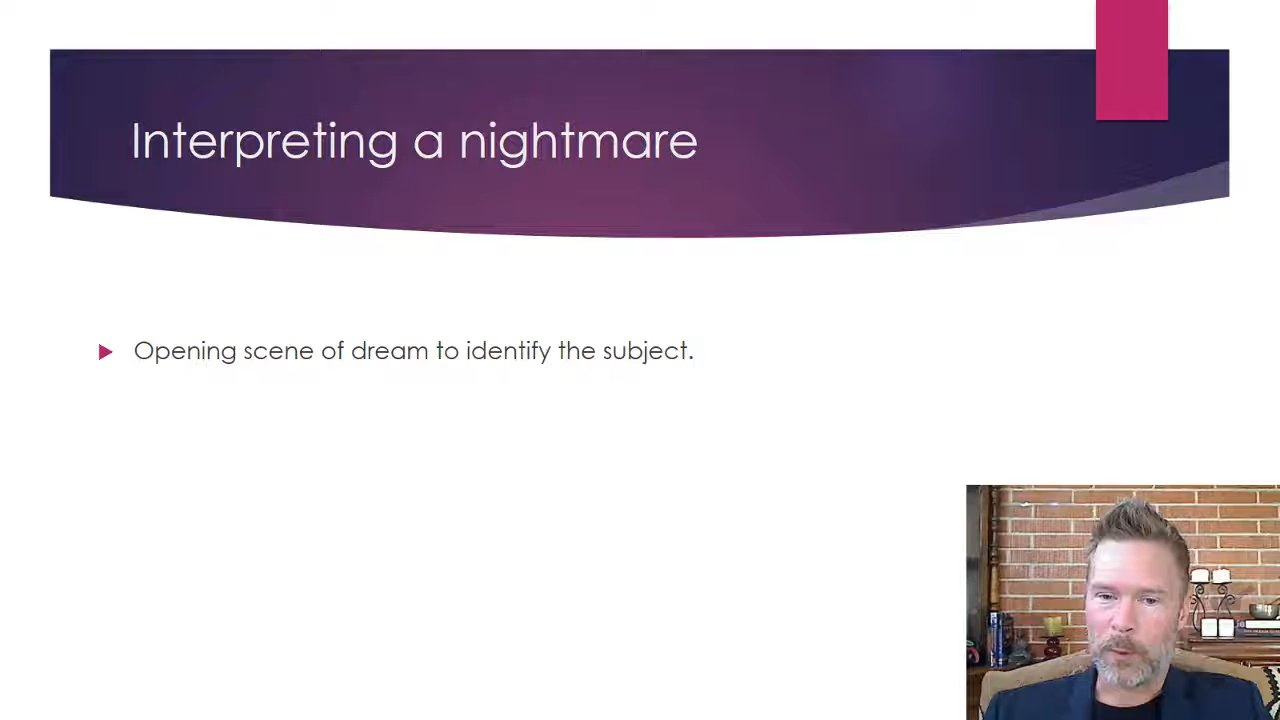 Interpreting a nightmare
Opening scene of dream to identify the subject.